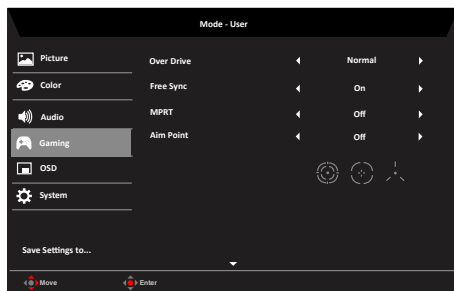 Mode - User
Picture
Over Drive Normal
Color
Free Sync On
Audio
MPRT Off
Gaming
Aim Point Off
OSD
System
Save Settings to...
Move Enter